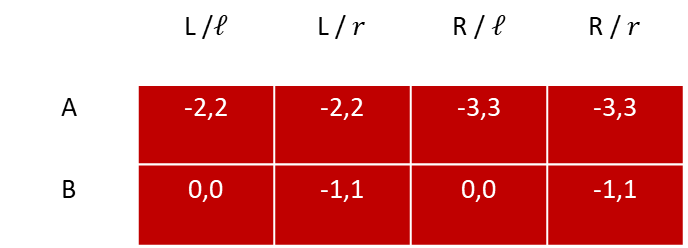 L /ℓ L / r R / ℓ R / r
A -2,2 -2,2 -3,3 -3,3
B 0,0 -1,1 0,0 -1,1